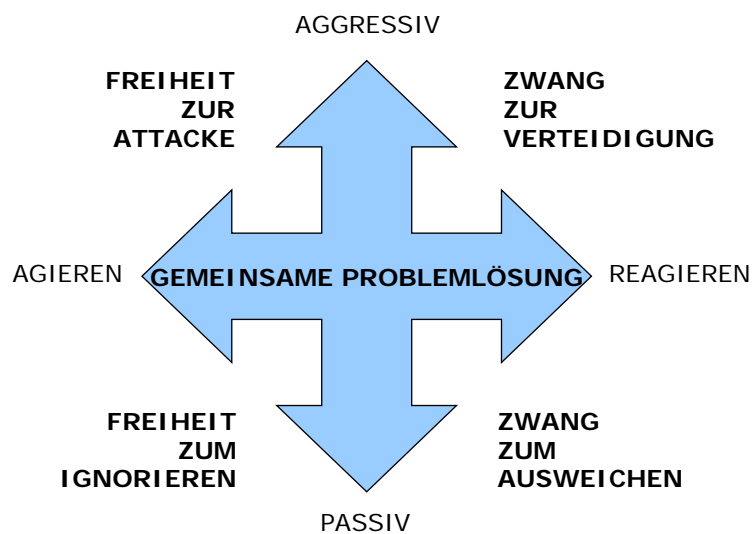 AGGRESSIV
FREIHEIT
ZUR
ATTACKE
ZWANG
ZUR
VERTEIDIGUNG
AGIEREN
GEMEINSAME PROBLEMLÖSUNG
REAGIEREN
FREIHEIT
ZUM
IGNORIEREN
ZWANG
ZUM
AUSWEICHEN
PASSIV